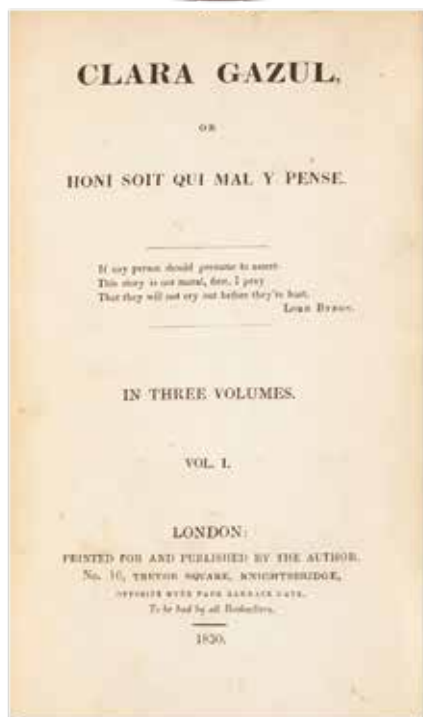 CLARA GAZUL,
OR
HONI SOIT QUI MAL Y PENSE.
If any person should presume to assert
This story is not moral, first, I pray
That they will not cry out before they're hurt,
LORD BYRON.
IN THREE VOLUMES.
VOL. I.
LONDON:
PRINTED FOR AND PUBLISHED BY THE AUTHOR,
No. 16, TREVOR SQUARE, KNIGHTSBRIDGE,
OPPOSITE HYDE PARK BARRACK GATE.
To be had by all Booksellers.
1830.